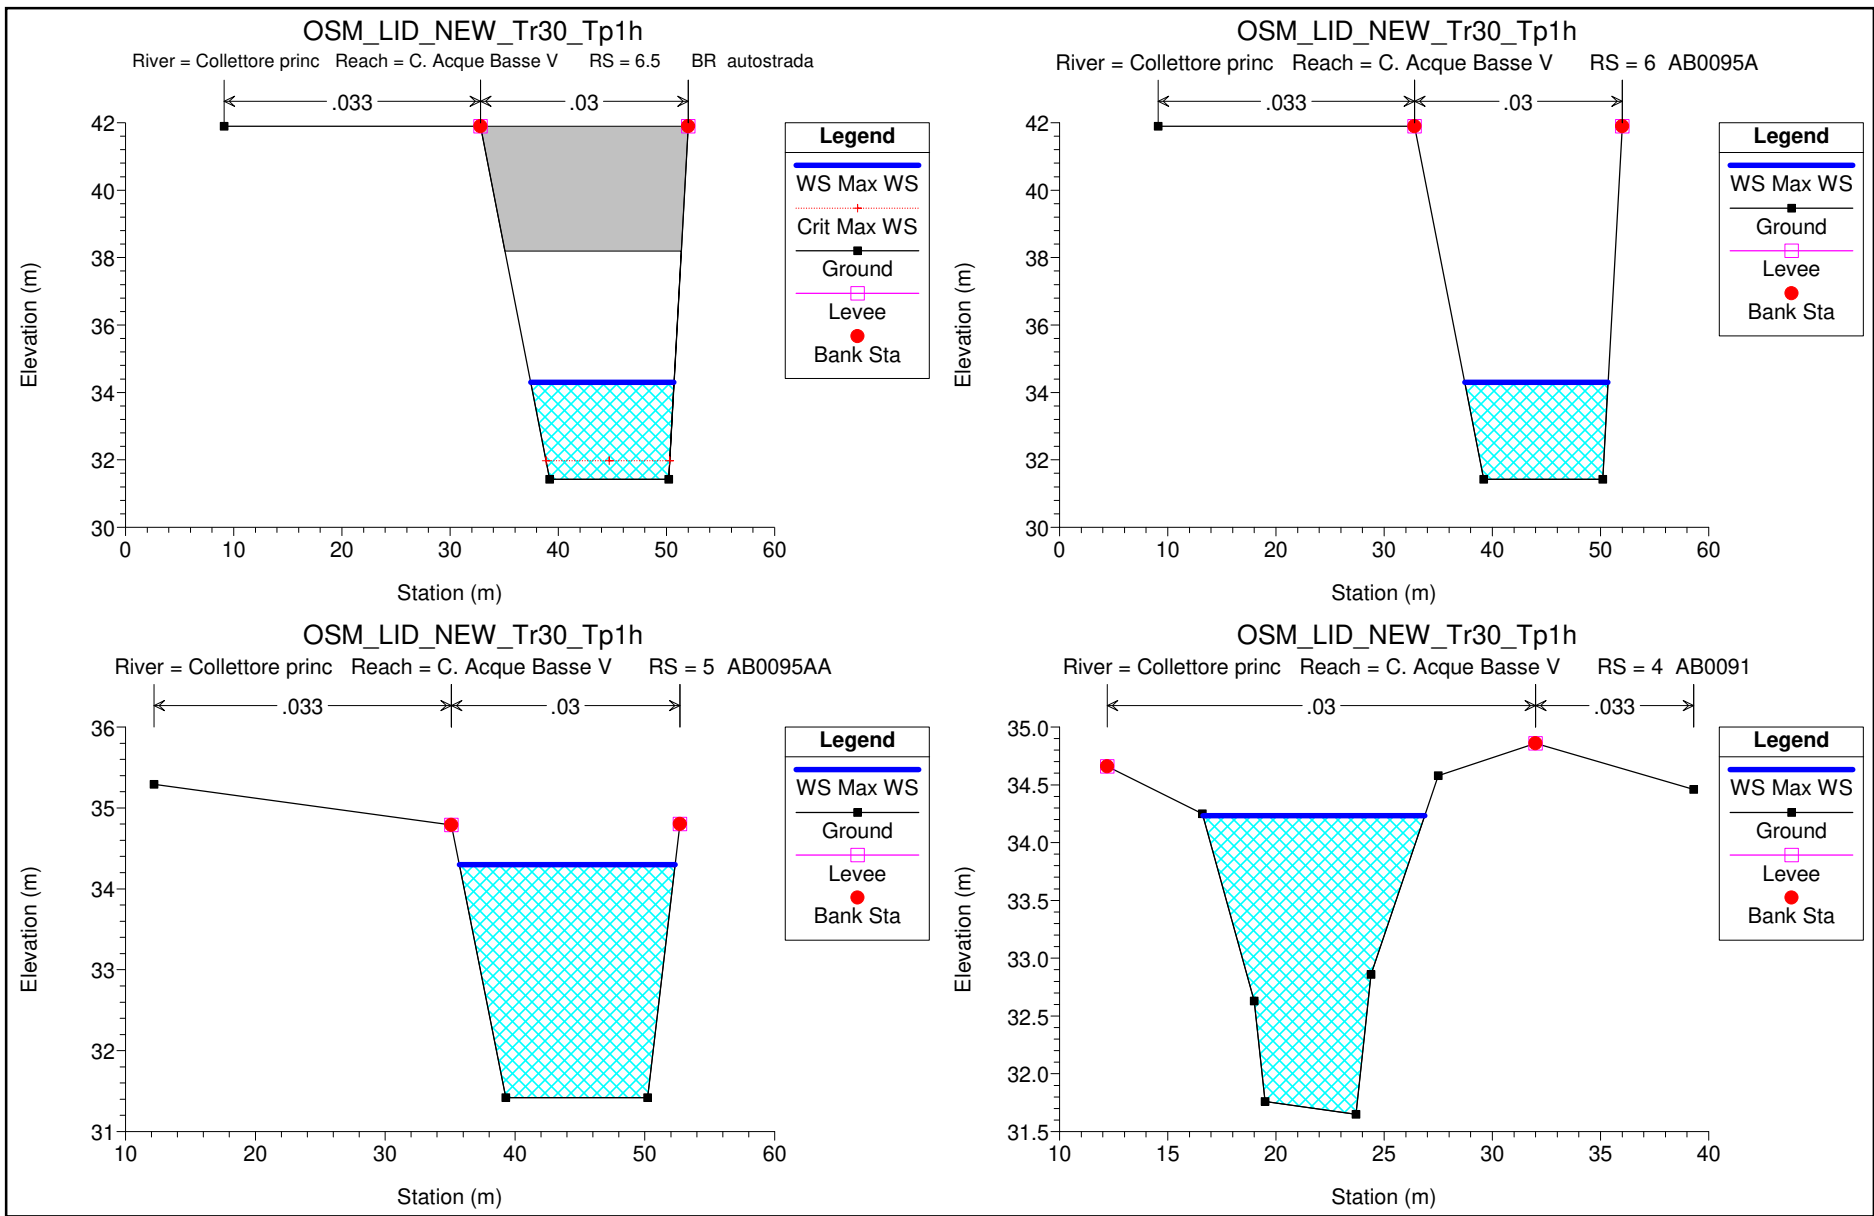 OSM_LID_NEW_Tr30_Tp1h
River = Collettore princ Reach = C. Acque Basse V RS = 6.5 BR autostrada
.033 .03
42
40
38
36
34
32
30
0 10 20 30 40 50 60
Elevation (m)
Station (m)
Legend
WS Max WS
Crit Max WS
Ground
Levee
Bank Sta
OSM_LID_NEW_Tr30_Tp1h
River = Collettore princ Reach = C. Acque Basse V RS = 6 AB0095A
.033 .03
42
40
38
36
34
32
30
0 10 20 30 40 50 60
Elevation (m)
Station (m)
Legend
WS Max WS
Ground
Levee
Bank Sta
OSM_LID_NEW_Tr30_Tp1h
River = Collettore princ Reach = C. Acque Basse V RS = 5 AB0095AA
.033 .03
36
35
34
33
32
31
10 20 30 40 50 60
Elevation (m)
Station (m)
Legend
WS Max WS
Ground
Levee
Bank Sta
OSM_LID_NEW_Tr30_Tp1h
River = Collettore princ Reach = C. Acque Basse V RS = 4 AB0091
.03 .033
35.0
34.5
34.0
33.5
33.0
32.5
32.0
31.5
10 15 20 25 30 35 40
Elevation (m)
Station (m)
Legend
WS Max WS
Ground
Levee
Bank Sta